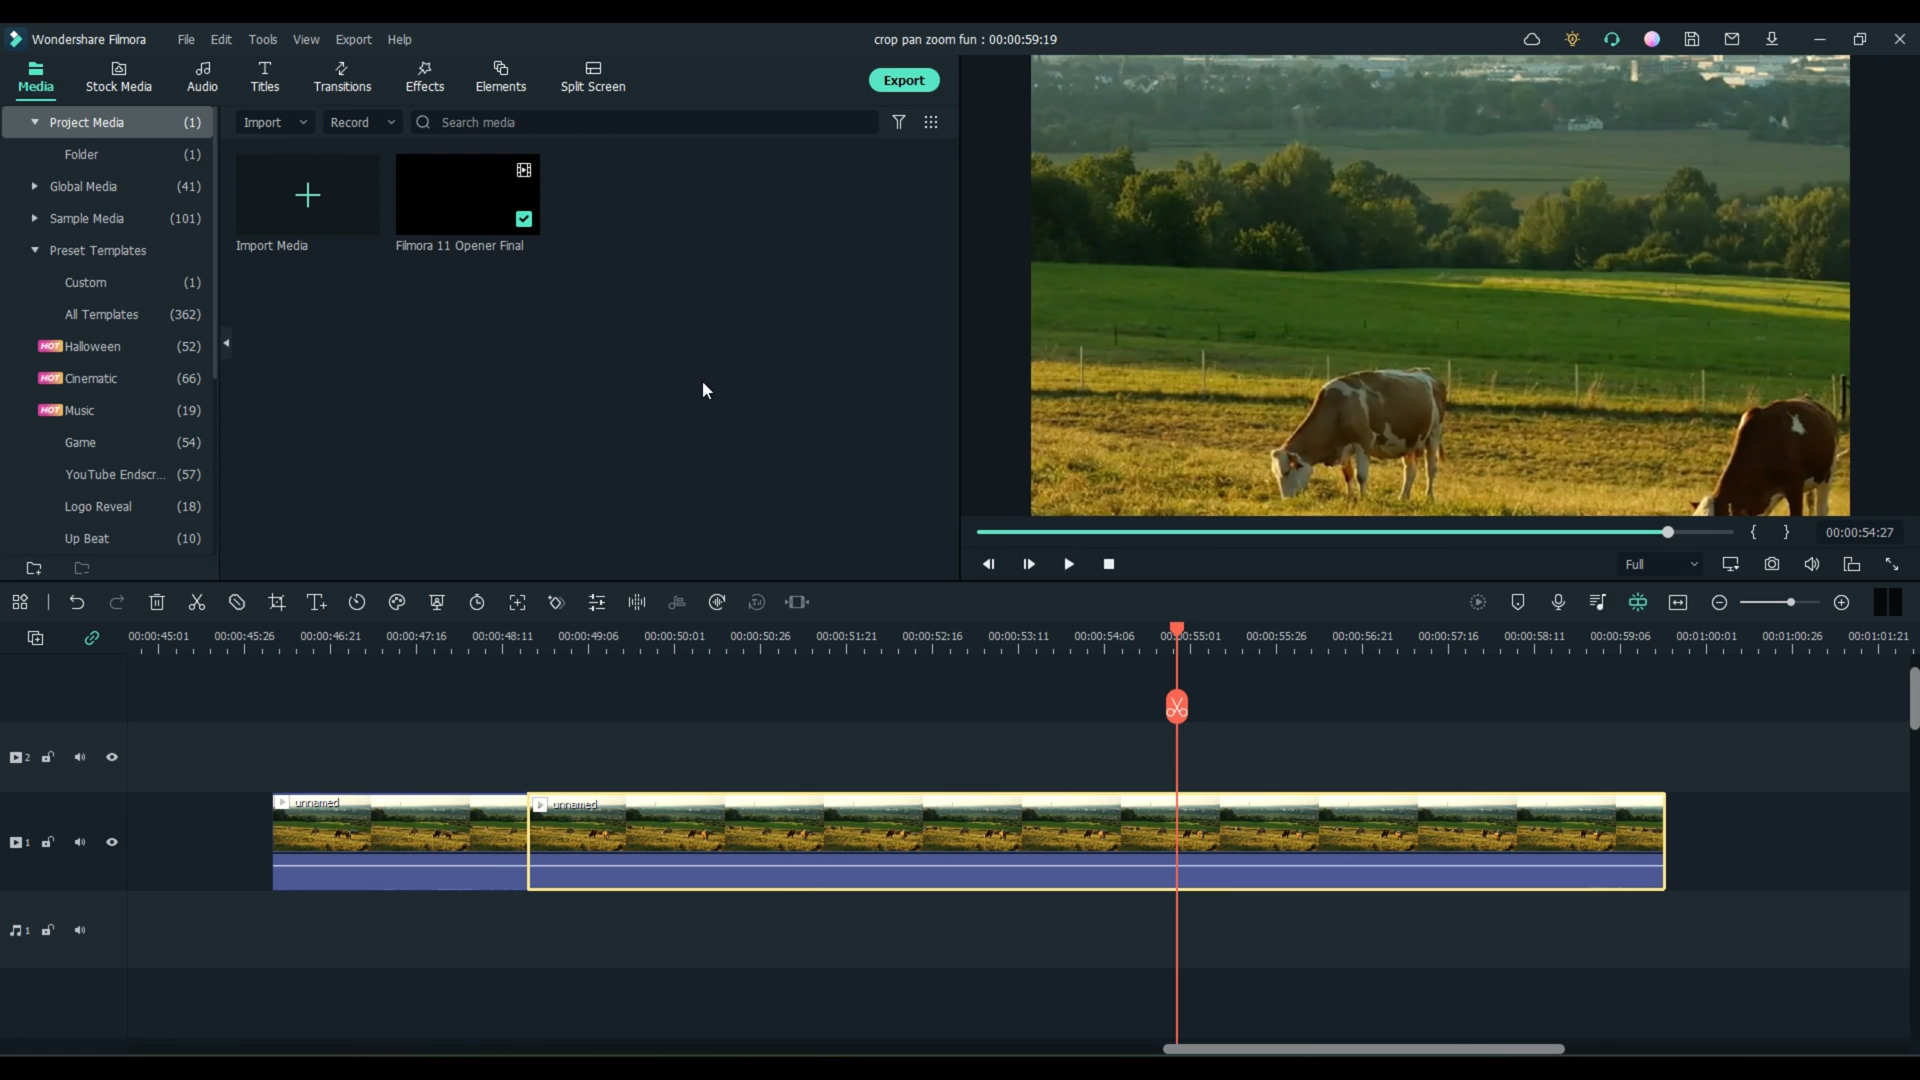 Wondershare Filmora File Edit Tools View Export Help crop pan zoom fun : 00:00:59:19
Media Stock Media Audio Titles Transitions Effects Elements Split Screen Export
Project Media (1)
Folder (1)
Global Media (41)
Sample Media (101)
Preset Templates
Custom (1)
All Templates (362)
HOT Halloween (52)
HOT Cinematic (66)
HOT Music (19)
Game (54)
YouTube Endscr... (57)
Logo Reveal (18)
Up Beat (10)
Import Record Search media
Import Media Filmora 11 Opener Final
00:00:54:27
Full
00:00:45:01 00:00:45:26 00:00:46:21 00:00:47:16 00:00:48:11 00:00:49:06 00:00:50:01 00:00:50:26 00:00:51:21 00:00:52:16 00:00:53:11 00:00:54:06 00:00:55:01 00:00:55:26 00:00:56:21 00:00:57:16 00:00:58:11 00:00:59:06 00:01:00:01 00:01:00:26 00:01:01:21
2
unnamed unnamed
1
1